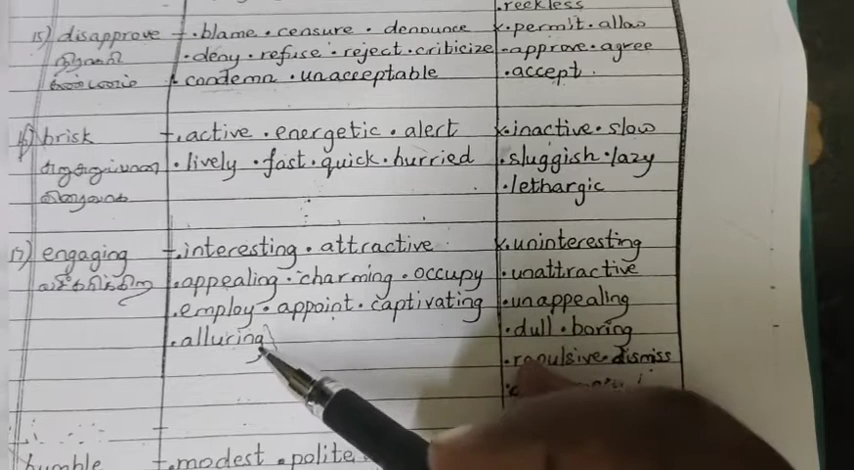 .reckless
15) disapprove - .blame .censure .denounce x.permit .allow
.deny .refuse .reject .criticize .approve .agree
.condemn .unacceptable .accept.
16) brisk - .active .energetic .alert x.inactive .slow
.lively .fast .quick .hurried .sluggish .lazy
.lethargic
17) engaging - .interesting .attractive x.uninteresting
.appealing .charming .occupy .unattractive
.employ .appoint .captivating .unappealing
.alluring .dull .boring
.repulsive .dismiss
humble - .modest .polite